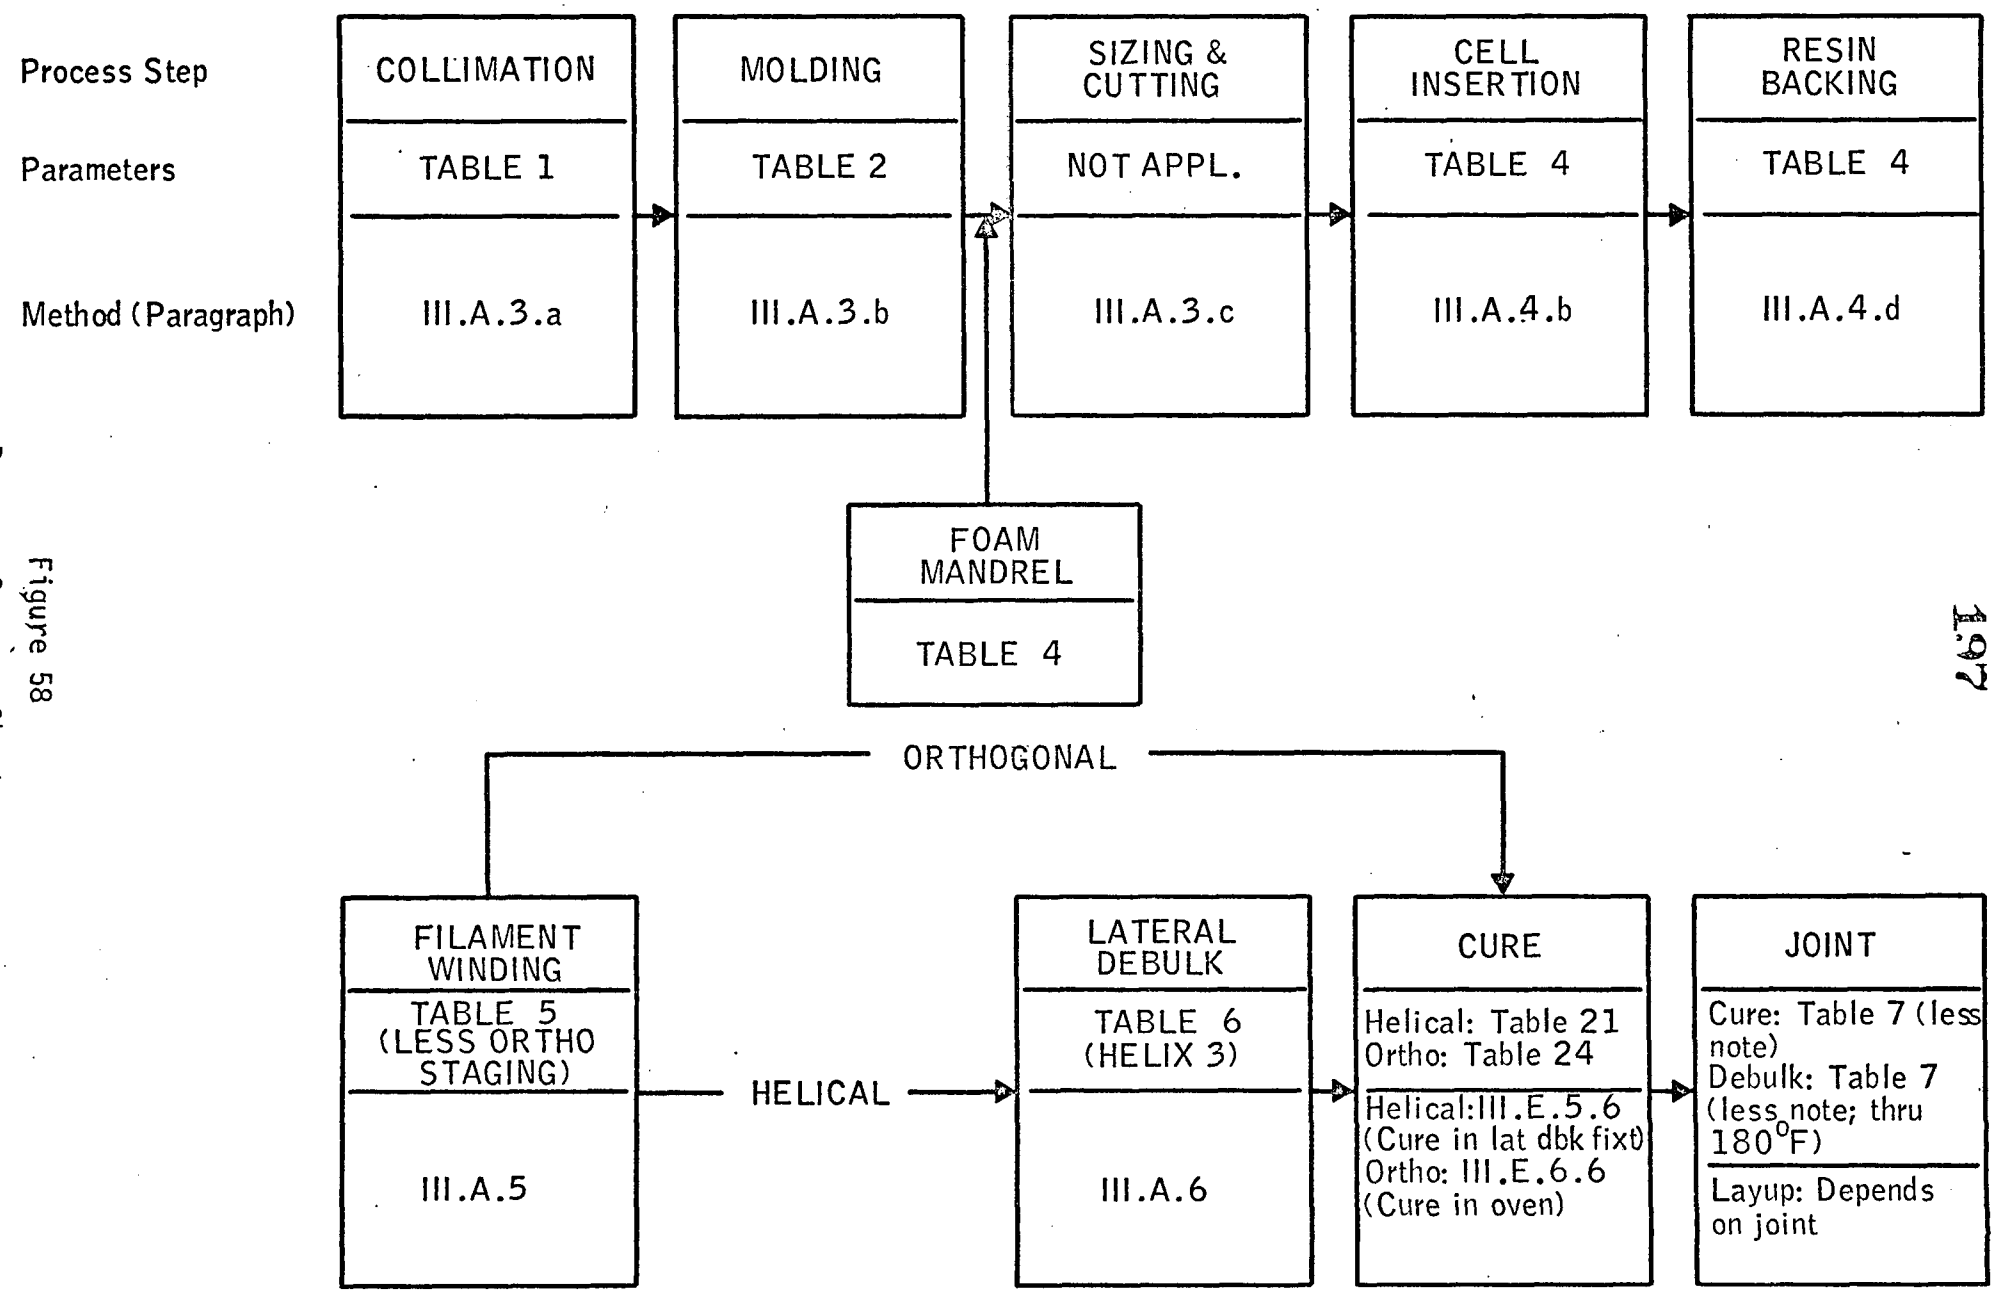 Process Step
COLLIMATION
MOLDING
SIZING &
CUTTING
CELL
INSERTION
RESIN
BACKING
Parameters
TABLE 1
TABLE 2
NOT APPL.
TABLE 4
TABLE 4
Method (Paragraph)
III.A.3.a
III.A.3.b
III.A.3.c
III.A.4.b
III.A.4.d
FOAM
MANDREL
TABLE 4
Figure 58
197
ORTHOGONAL
FILAMENT
WINDING
TABLE 5
(LESS ORTHO
STAGING)
III.A.5
HELICAL
LATERAL
DEBULK
TABLE 6
(HELIX 3)
III.A.6
CURE
Helical: Table 21
Ortho: Table 24
Helical:III.E.5.6
(Cure in lat dbk fixt)
Ortho: III.E.6.6
(Cure in oven)
JOINT
Cure: Table 7 (less
note)
Debulk: Table 7
(less note; thru
180°F)
Layup: Depends
on joint